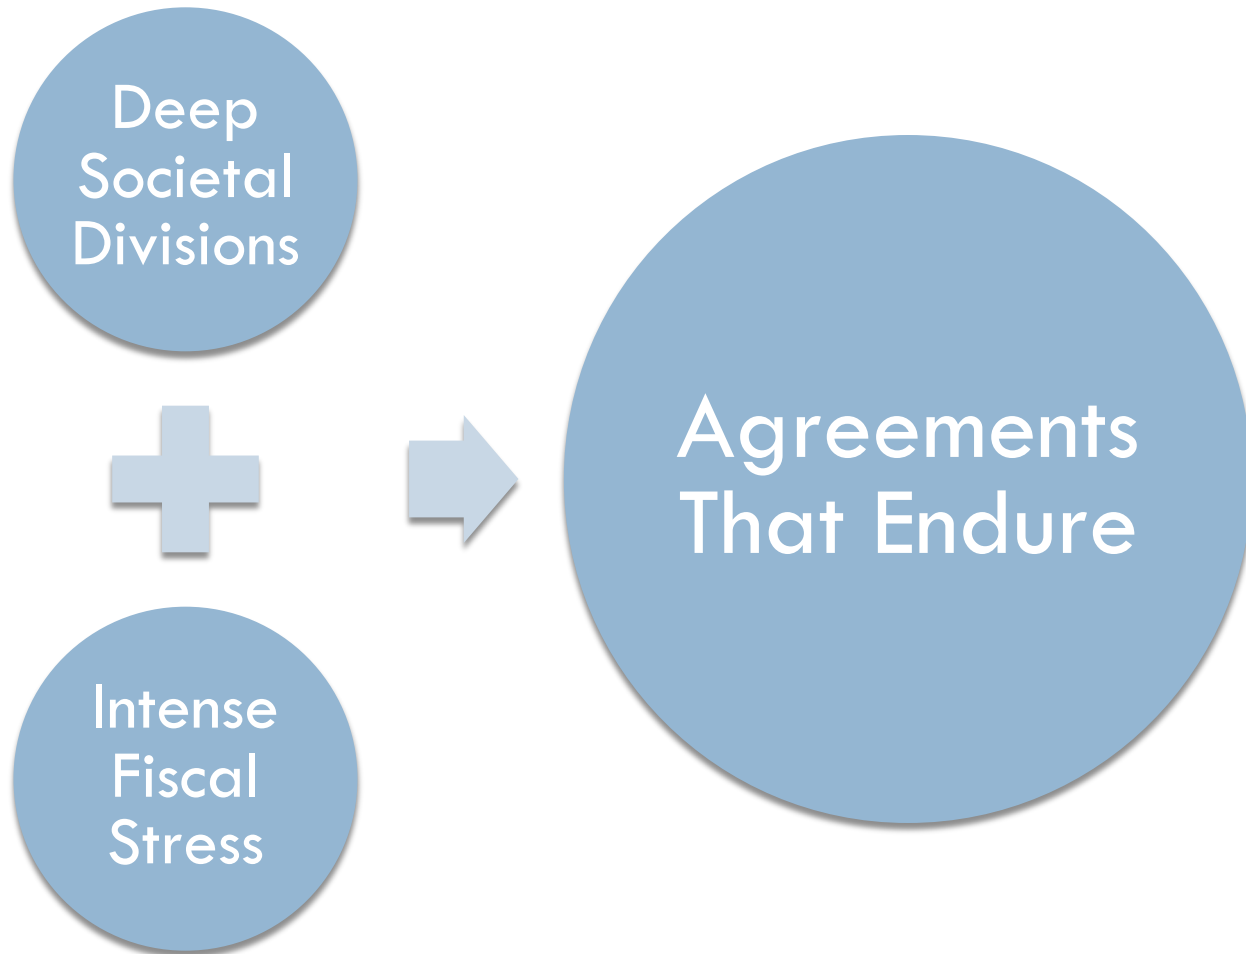 Deep
Societal
Divisions
Intense
Fiscal
Stress
Agreements
That Endure